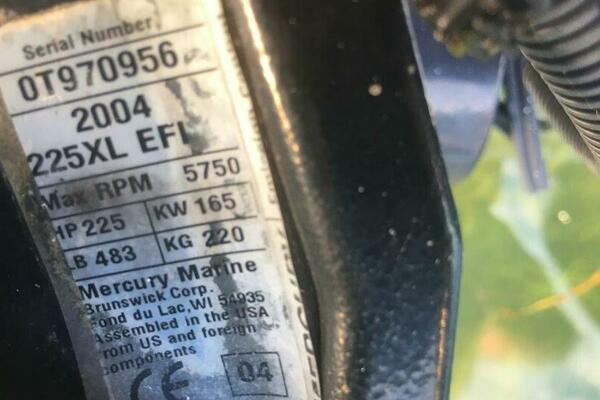 Serial Number
0T970956
2004
225XL EFI
Max RPM 5750
HP 225 KW 165
LB 483 KG 220
Mercury Marine
Brunswick Corp.
Fond du Lac, WI 54935
Assembled in the USA
from US and foreign
components
CE 04